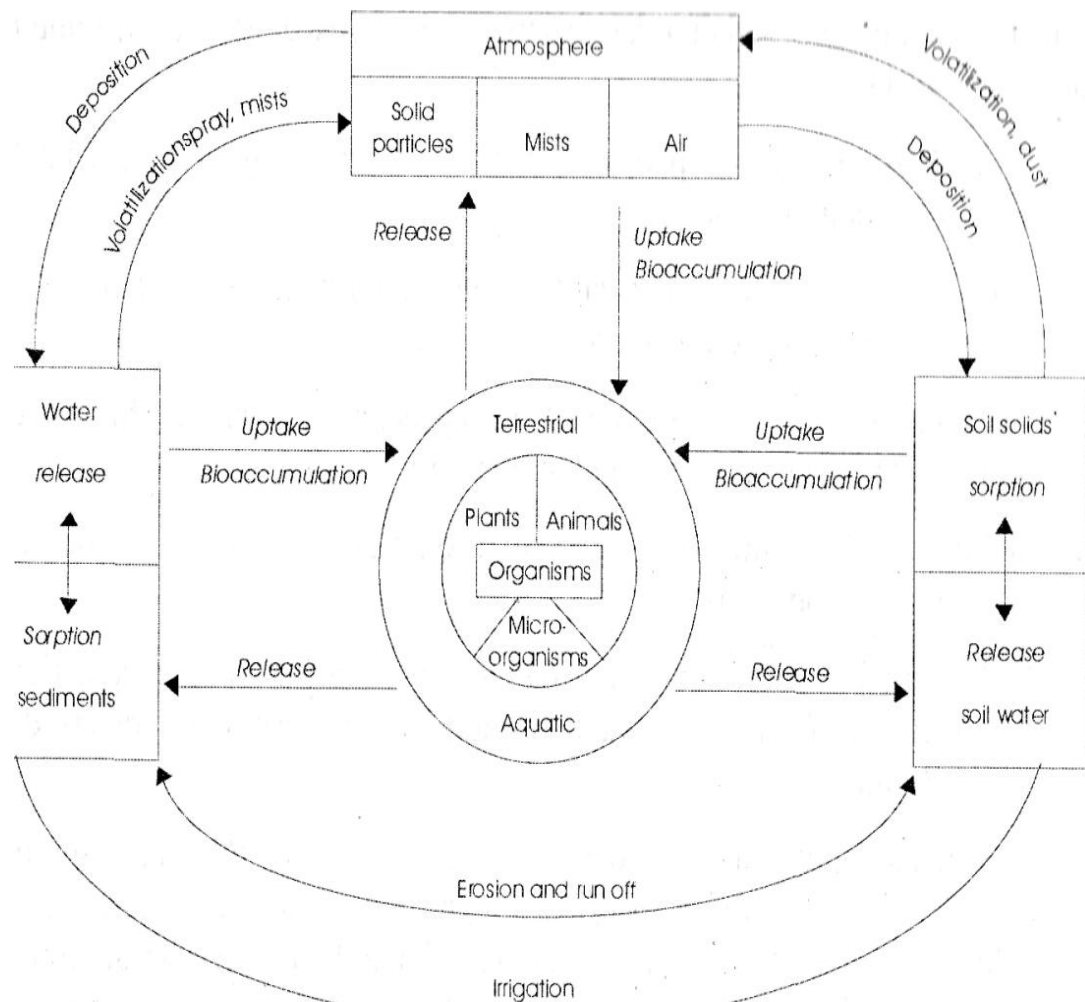 Atmosphere
Solid
particles
Mists
Air
Deposition
Volatilizationspray, mists
Volatilization, dust
Deposition
Release
Uptake
Bioaccumulation
Water
release
Uptake
Bioaccumulation
Terrestrial
Plants
Animals
Organisms
Micro-
organisms
Aquatic
Uptake
Bioaccumulation
Soil solids
sorption
Sorption
sediments
Release
Release
Release
soil water
Erosion and run off
Irrigation